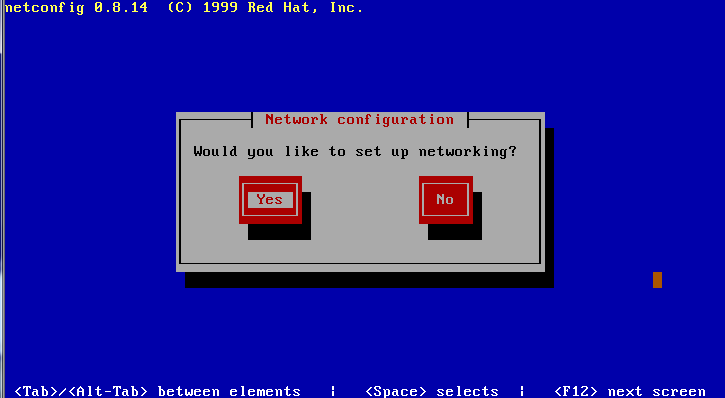 netconfig 0.8.14  (C) 1999 Red Hat, Inc.
Network configuration
Would you like to set up networking?
Yes No
<Tab>/<Alt-Tab> between elements   |   <Space> selects   |   <F12> next screen